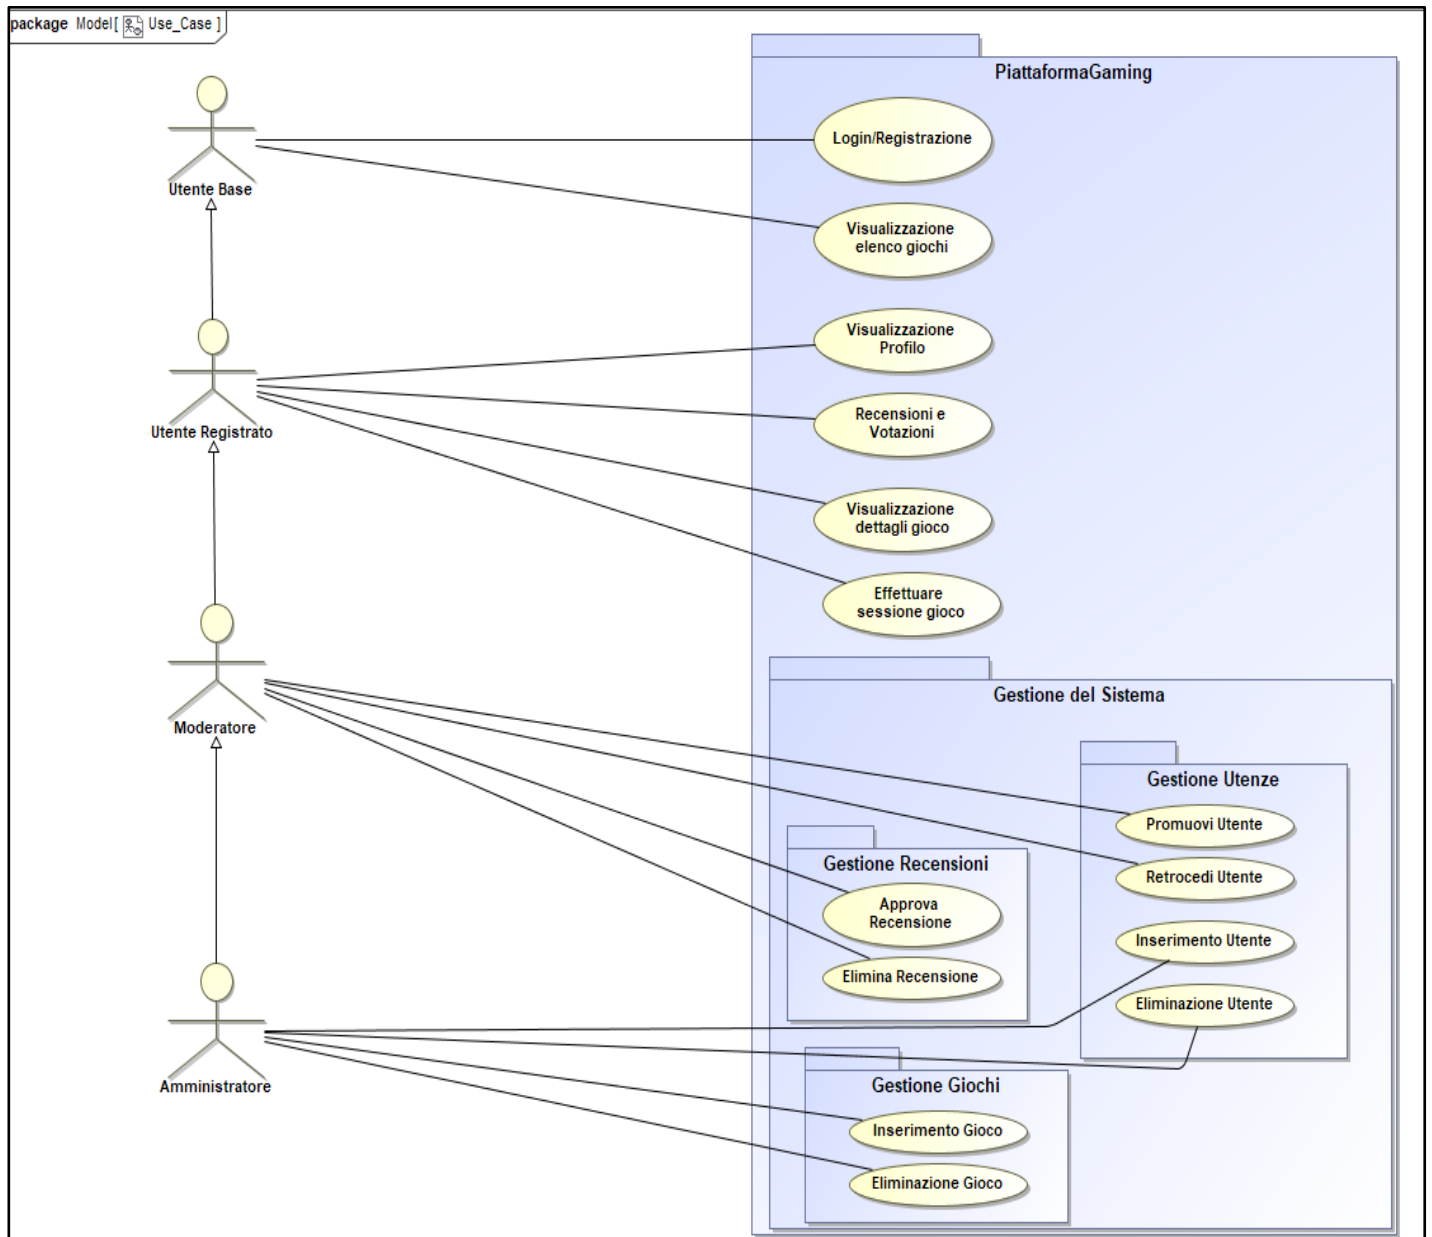 package Model[ Use_Case ]
PiattaformaGaming
Login/Registrazione
Utente Base
Visualizzazione
elenco giochi
Visualizzazione
Profilo
Utente Registrato
Recensioni e
Votazioni
Visualizzazione
dettagli gioco
Effettuare
sessione gioco
Moderatore
Gestione del Sistema
Gestione Utenze
Promuovi Utente
Retrocedi Utente
Inserimento Utente
Eliminazione Utente
Gestione Recensioni
Approva
Recensione
Elimina Recensione
Amministratore
Gestione Giochi
Inserimento Gioco
Eliminazione Gioco